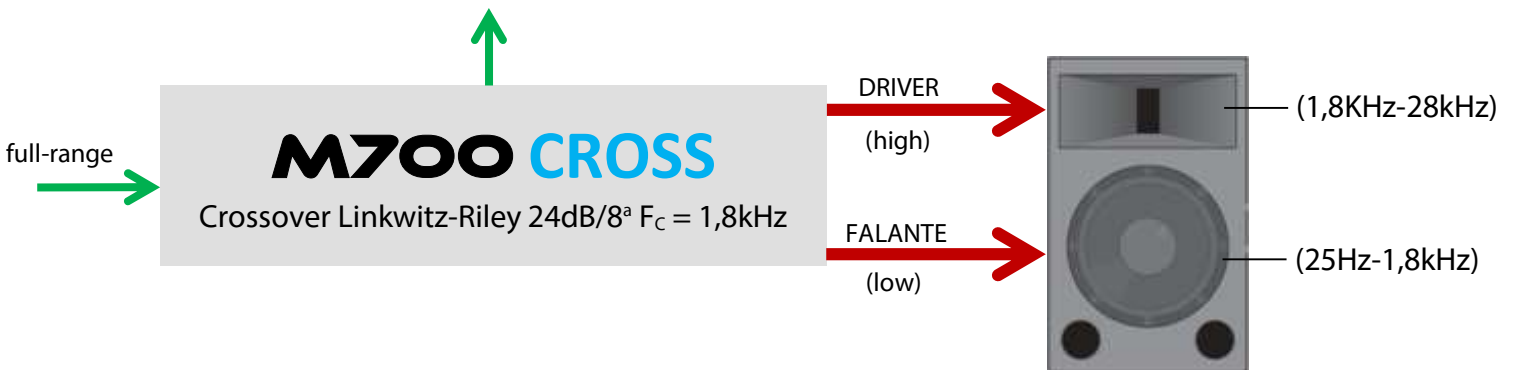 full-range
M700 CROSS
Crossover Linkwitz-Riley 24dB/8ª F_C = 1,8kHz
DRIVER
(high)
FALANTE
(low)
(1,8KHz-28kHz)
(25Hz-1,8kHz)